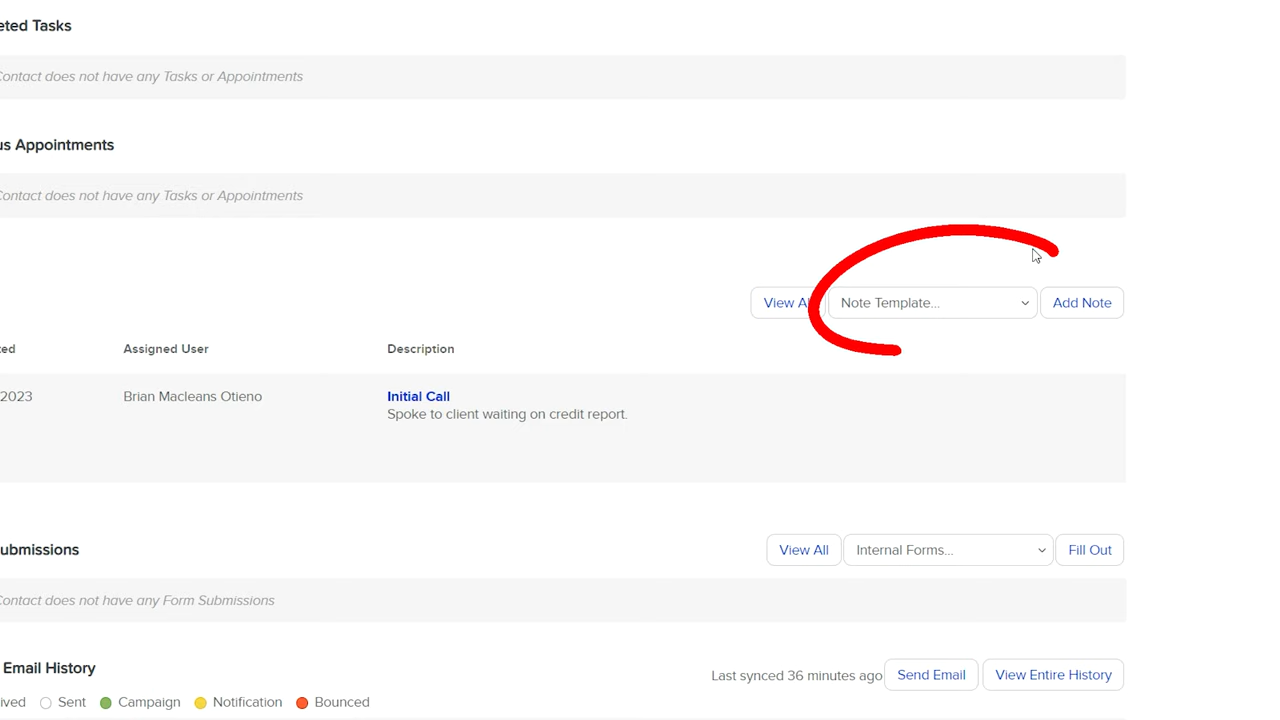 eted Tasks
Contact does not have any Tasks or Appointments
us Appointments
Contact does not have any Tasks or Appointments
View Al Note Template... Add Note
ted Assigned User Description
2023 Brian Macleans Otieno Initial Call
Spoke to client waiting on credit report.
ubmissions View All Internal Forms... Fill Out
Contact does not have any Form Submissions
Email History Last synced 36 minutes ago Send Email View Entire History
ived Sent Campaign Notification Bounced